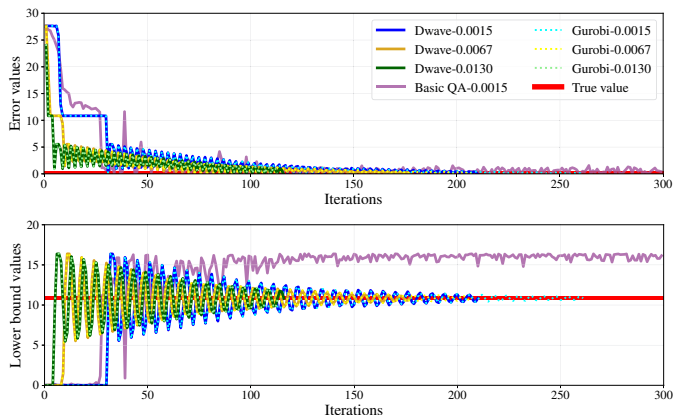 30
25
20
15
10
5
0
Error values
Dwave-0.0015
Dwave-0.0067
Dwave-0.0130
Basic QA-0.0015
Gurobi-0.0015
Gurobi-0.0067
Gurobi-0.0130
True value
0 50 100 150 200 250 300
Iterations
20
15
10
5
0
Lower bound values
0 50 100 150 200 250 300
Iterations